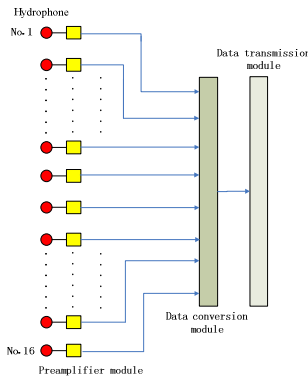 Hydrophone
No.1
Data transmission
module
Data conversion
module
No.16
Preamplifier module